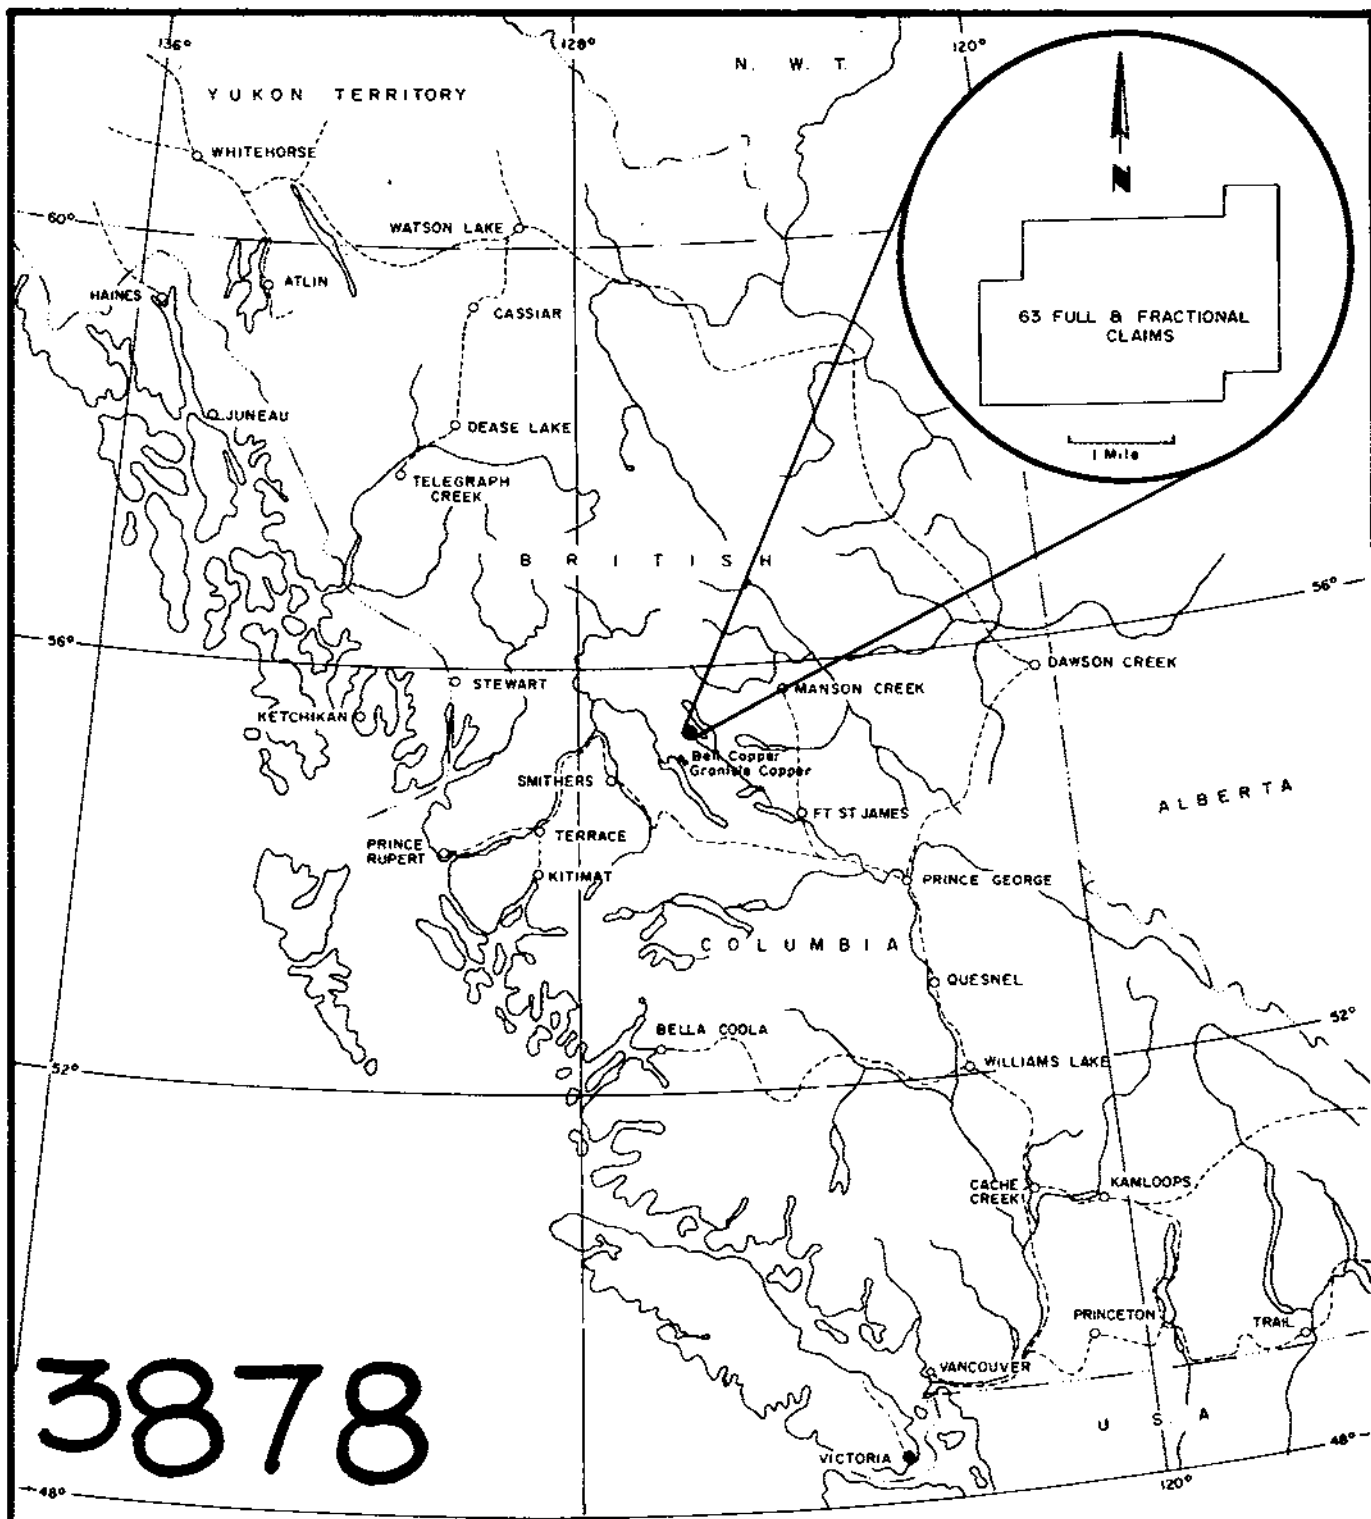 136°
128°
120°
N. W. T.
YUKON TERRITORY
WHITEHORSE
N
60°
WATSON LAKE
HAINES
ATLIN
CASSIAR
63 FULL & FRACTIONAL
CLAIMS
JUNEAU
DEASE LAKE
1 Mile
TELEGRAPH
CREEK
BRITISH
56°
56°
DAWSON CREEK
STEWART
MANSON CREEK
KETCHIKAN
Bell Copper
Granisle Copper
SMITHERS
ALBERTA
FT ST JAMES
TERRACE
PRINCE
RUPERT
KITIMAT
PRINCE GEORGE
COLUMBIA
QUESNEL
52°
BELLA COOLA
WILLIAMS LAKE
52°
CACHE
CREEK
KAMLOOPS
PRINCETON
TRAIL
VANCOUVER
3878
USA
VICTORIA
48°
120°
48°